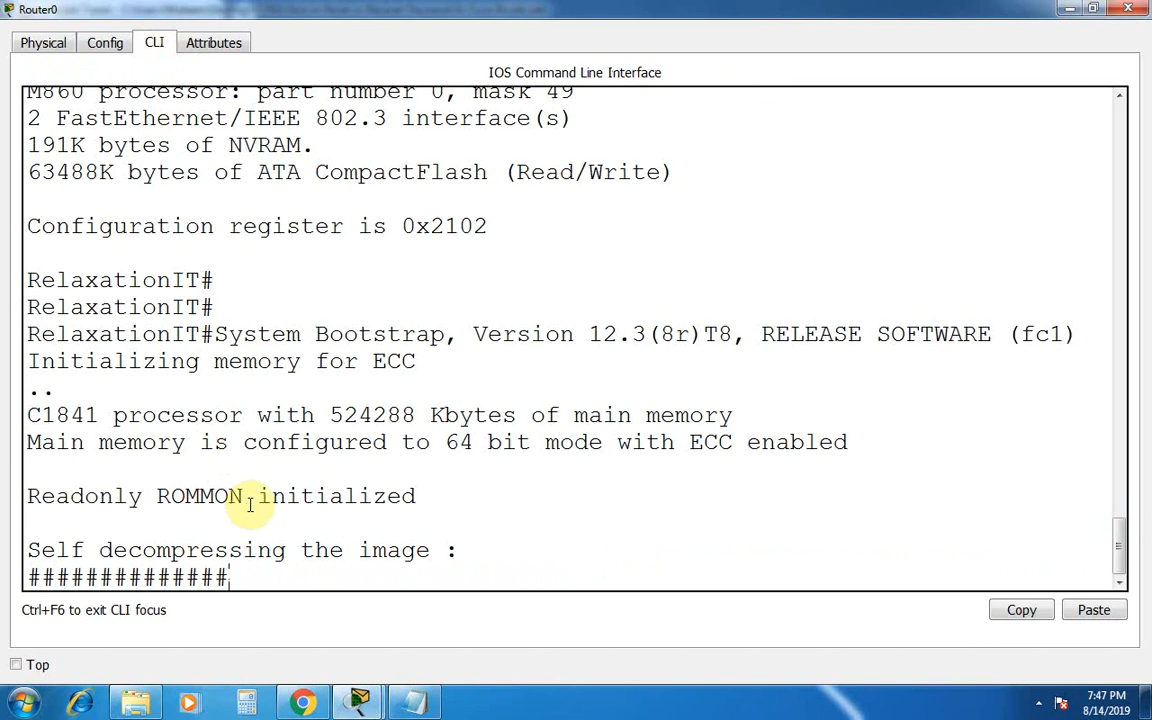 Router0
Physical
Config
CLI
Attributes
IOS Command Line Interface
M860 processor: part number 0, mask 49
2 FastEthernet/IEEE 802.3 interface(s)
191K bytes of NVRAM.
63488K bytes of ATA CompactFlash (Read/Write)
Configuration register is 0x2102
RelaxationIT#
RelaxationIT#
RelaxationIT#System Bootstrap, Version 12.3(8r)T8, RELEASE SOFTWARE (fc1)
Initializing memory for ECC
..
C1841 processor with 524288 Kbytes of main memory
Main memory is configured to 64 bit mode with ECC enabled
Readonly ROMMON initialized
Self decompressing the image :
##############
Ctrl+F6 to exit CLI focus
Copy
Paste
Top
7:47 PM
8/14/2019